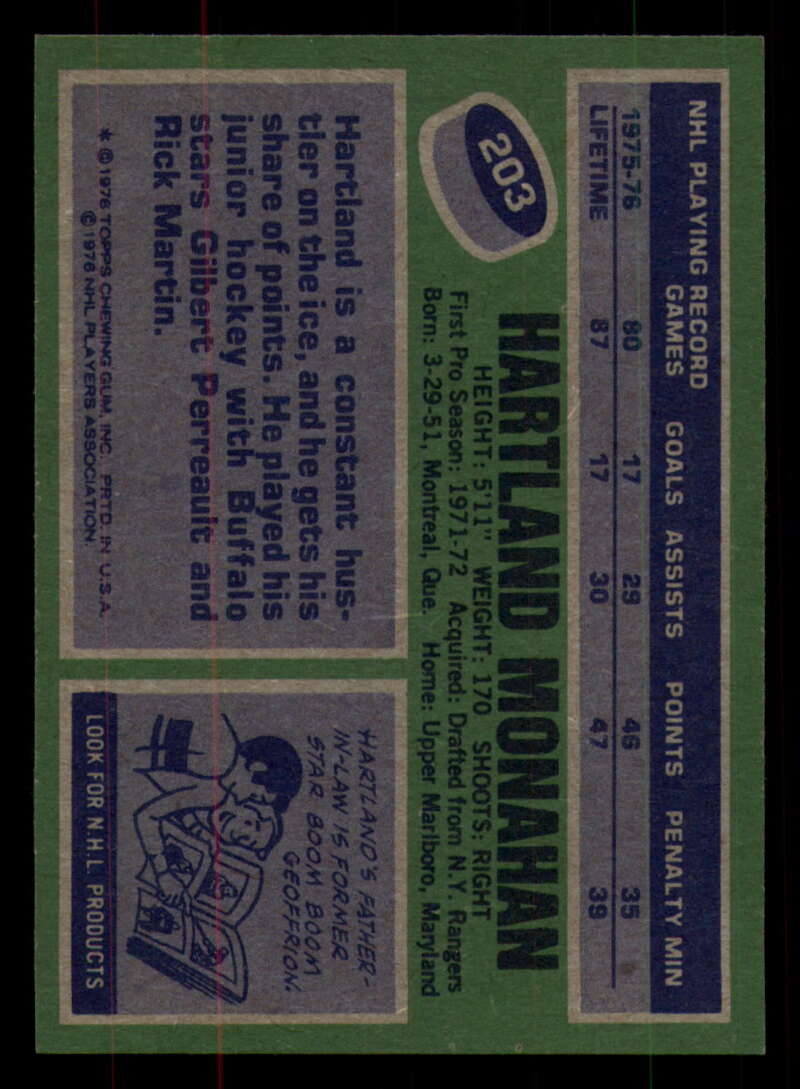 NHL PLAYING RECORD
GAMES GOALS ASSISTS POINTS PENALTY MIN
1975-76 80 17 29 46 35
LIFETIME 87 17 30 47 39
203
HARTLAND MONAHAN
HEIGHT: 5'11" WEIGHT: 170 SHOOTS: RIGHT
First Pro Season: 1971-72 Acquired: Drafted from N.Y. Rangers
Born: 3-29-51, Montreal, Que. Home: Upper Marlboro, Maryland
Hartland is a constant hus-
tler on the ice, and he gets his
share of points. He played his
junior hockey with Buffalo
stars Gilbert Perreault and
Rick Martin.
* © 1976 TOPPS CHEWING GUM, INC. PRTD. IN U.S.A.
© 1976 NHL PLAYERS ASSOCIATION.
HARTLAND'S FATHER-
IN-LAW IS FORMER
STAR BOOM BOOM
GEOFFRION.
LOOK FOR N.H.L. PRODUCTS